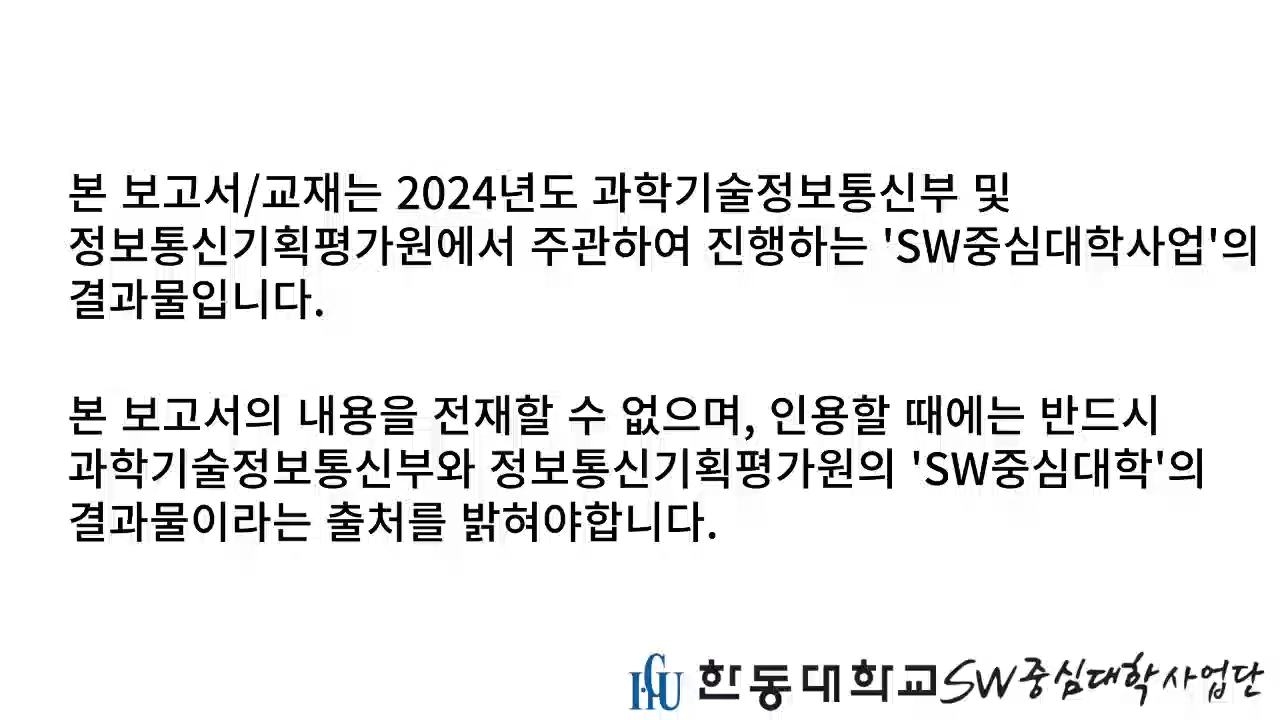 본 보고서/교재는 2024년도 과학기술정보통신부 및
정보통신기획평가원에서 주관하여 진행하는 'SW중심대학사업'의
결과물입니다.
본 보고서의 내용을 전재할 수 없으며, 인용할 때에는 반드시
과학기술정보통신부와 정보통신기획평가원의 'SW중심대학'의
결과물이라는 출처를 밝혀야합니다.
HGU 한동대학교 SW중심대학사업단